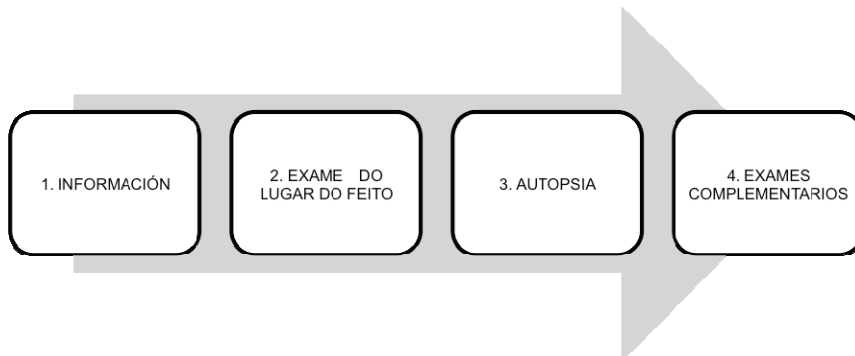 1. INFORMACIÓN
2. EXAME DO
LUGAR DO FEITO
3. AUTOPSIA
4. EXAMES
COMPLEMENTARIOS